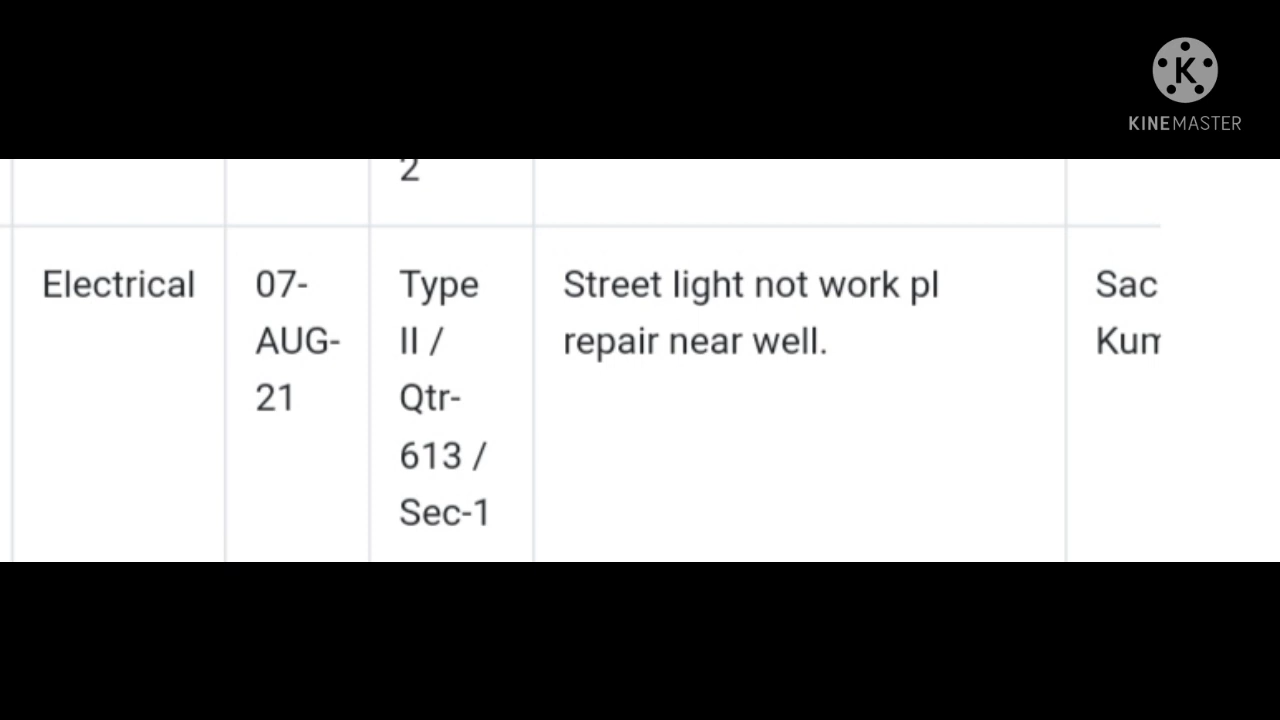 KINEMASTER
2
Electrical
07-
AUG-
21
Type
II /
Qtr-
613 /
Sec-1
Street light not work pl
repair near well.
Sac
Kum